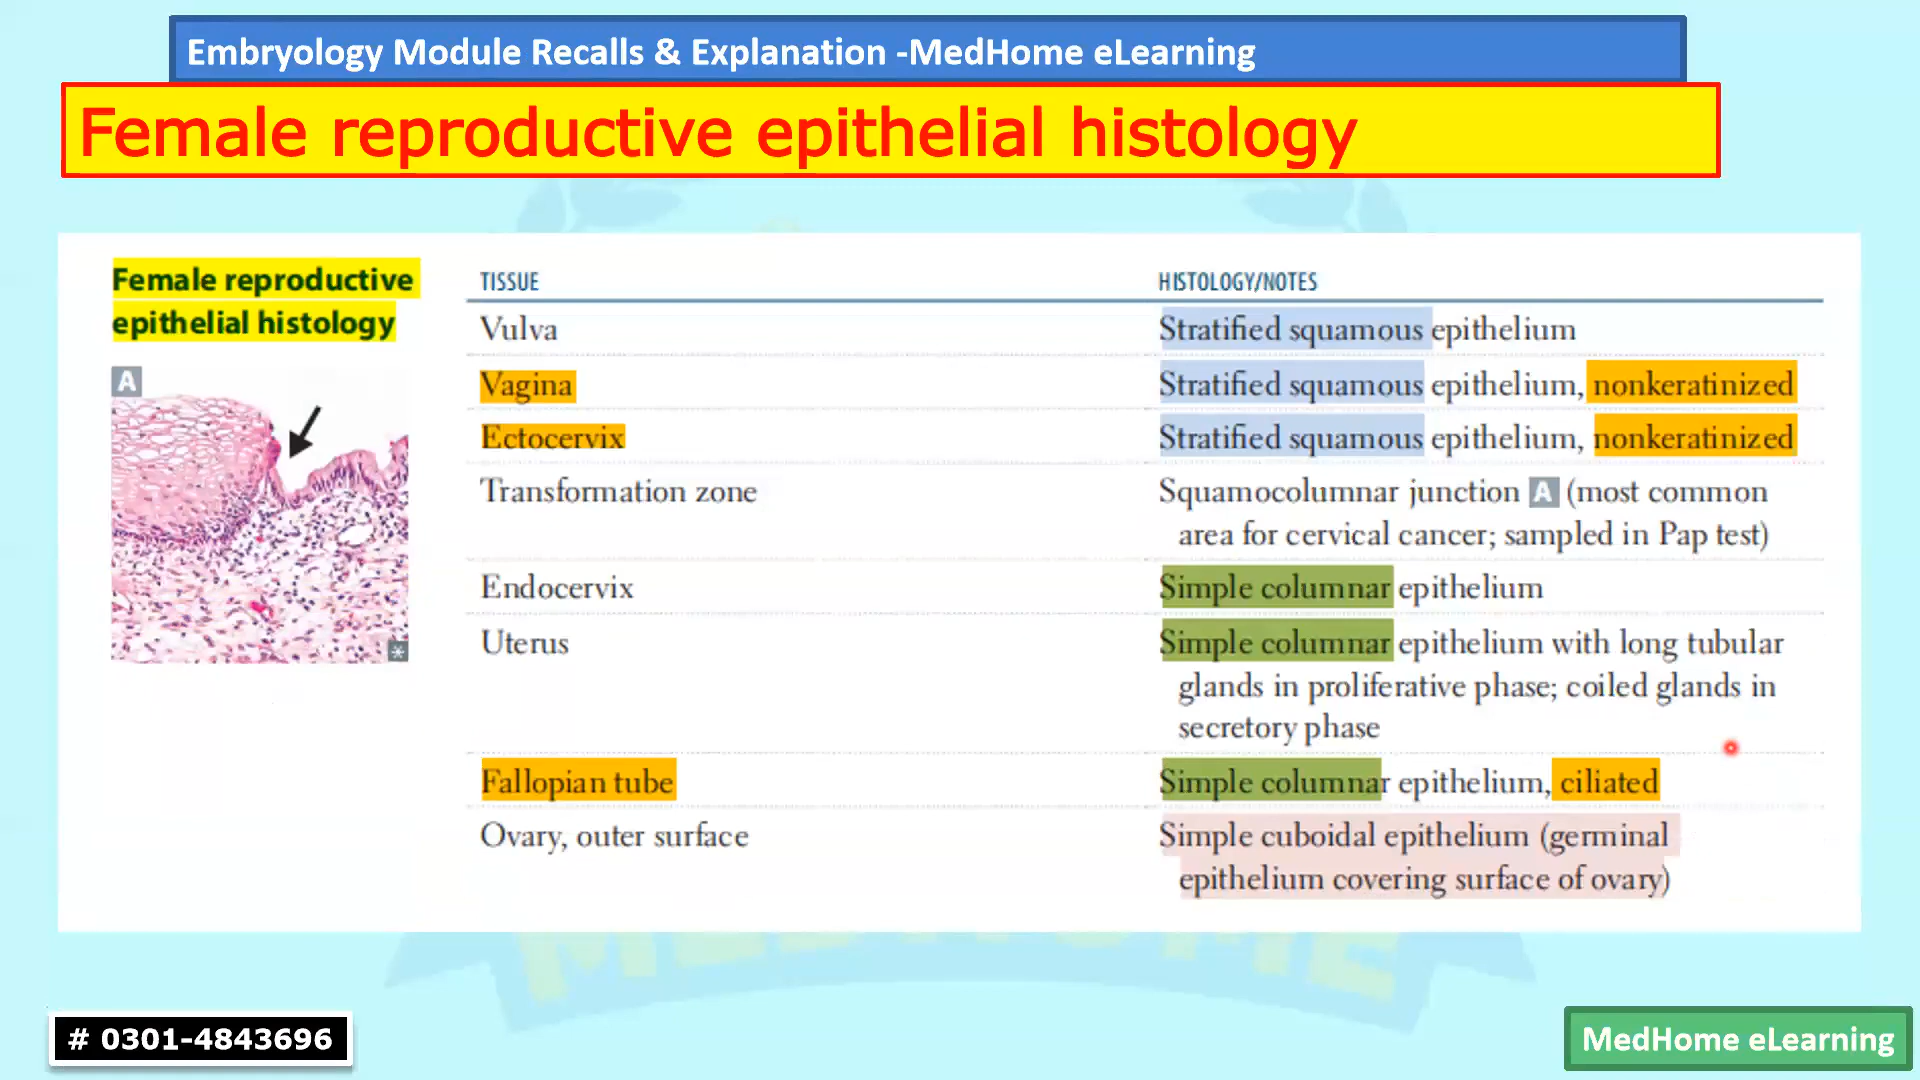 Embryology Module Recalls & Explanation -MedHome eLearning
Female reproductive epithelial histology
Female reproductive
epithelial histology
A
TISSUE
HISTOLOGY/NOTES
Vulva
Stratified squamous epithelium
Vagina
Stratified squamous epithelium, nonkeratinized
Ectocervix
Stratified squamous epithelium, nonkeratinized
Transformation zone
Squamocolumnar junction A (most common
area for cervical cancer; sampled in Pap test)
Endocervix
Simple columnar epithelium
Uterus
Simple columnar epithelium with long tubular
glands in proliferative phase; coiled glands in
secretory phase
Fallopian tube
Simple columnar epithelium, ciliated
Ovary, outer surface
Simple cuboidal epithelium (germinal
epithelium covering surface of ovary)
MEDHOME
# 0301-4843696
MedHome eLearning